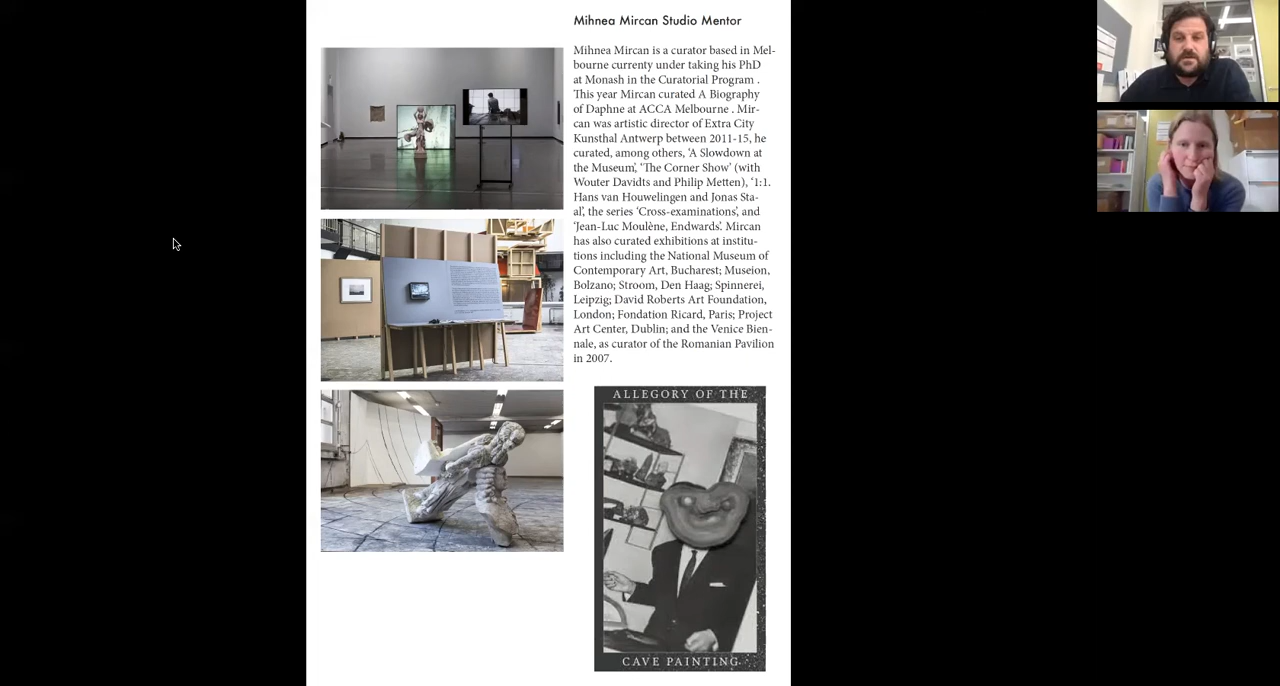 Mihnea Mircan Studio Mentor
Mihnea Mircan is a curator based in Mel-
bourne currenty under taking his PhD
at Monash in the Curatorial Program .
This year Mircan curated A Biography
of Daphne at ACCA Melbourne . Mir-
can was artistic director of Extra City
Kunsthal Antwerp between 2011-15, he
curated, among others, ‘A Slowdown at
the Museum’, ‘The Corner Show’ (with
Wouter Davidts and Philip Metten), ‘1:1.
Hans van Houwelingen and Jonas Sta-
al’, the series ‘Cross-examinations’, and
‘Jean-Luc Moulène, Endwards’. Mircan
has also curated exhibitions at institu-
tions including the National Museum of
Contemporary Art, Bucharest; Museion,
Bolzano; Stroom, Den Haag; Spinnerei,
Leipzig; David Roberts Art Foundation,
London; Fondation Ricard, Paris; Project
Art Center, Dublin; and the Venice Bien-
nale, as curator of the Romanian Pavilion
in 2007.
ALLEGORY OF THE
CAVE PAINTING